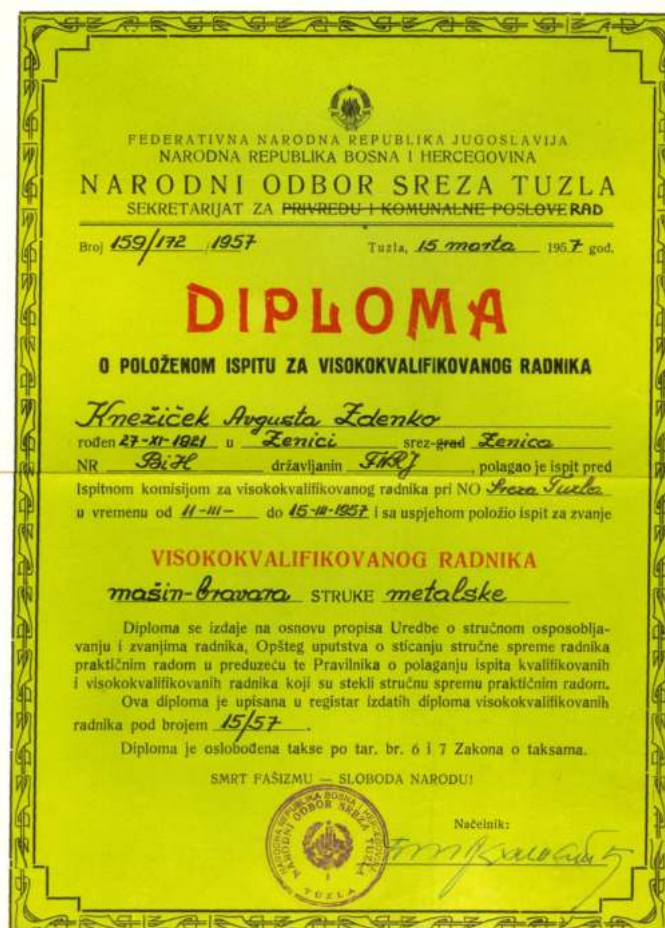 FEDERATIVNA NARODNA REPUBLIKA JUGOSLAVIJA
NARODNA REPUBLIKA BOSNA I HERCEGOVINA
NARODNI ODBOR SREZA TUZLA
SEKRETARIJAT ZA PRIVREDU I KOMUNALNE POSLOVE RAD
Broj 159/172 1957 Tuzla, 15 marta 1957 god.
DIPLOMA
O POLOŽENOM ISPITU ZA VISOKOKVALIFIKOVANOG RADNIKA
Knežiček Avgusta Zdenko
rođen 27-XI-1921 u Zenici srez-grad Zenica
NR BiH državljanin FNRJ, polagao je ispit pred
Ispitnom komisijom za visokokvalifikovanog radnika pri NO Sreza Tuzla
u vremenu od 11-III- do 15-III-1957 i sa uspjehom položio ispit za zvanje
VISOKOKVALIFIKOVANOG RADNIKA
mašin-bravara STRUKE metalske
Diploma se izdaje na osnovu propisa Uredbe o stručnom osposoblja-
vanju i zvanjima radnika, Opšteg uputstva o sticanju stručne spreme radnika
praktičnim radom u preduzeću te Pravilnika o polaganju ispita kvalifikovanih
i visokokvalifikovanih radnika koji su stekli stručnu spremu praktičnim radom.
Ova diploma je upisana u registar izdatih diploma visokokvalifikovanih
radnika pod brojem 15/57.
Diploma je oslobođena takse po tar. br. 6 i 7 Zakona o taksama.
SMRT FAŠIZMU — SLOBODA NARODU!
Načelnik:
NARODNA REPUBLIKA BOSNA I HERCEGOVINA
NARODNI ODBOR SREZA TUZLA
TUZLA